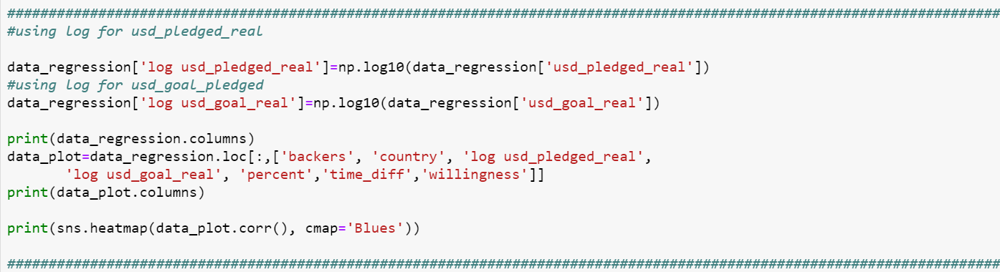 ########################################################################################################################
#using log for usd_pledged_real
data_regression['log usd_pledged_real']=np.log10(data_regression['usd_pledged_real'])
#using log for usd_goal_pledged
data_regression['log usd_goal_real']=np.log10(data_regression['usd_goal_real'])
print(data_regression.columns)
data_plot=data_regression.loc[:,['backers', 'country', 'log usd_pledged_real',
'log usd_goal_real', 'percent','time_diff','willingness']]
print(data_plot.columns)
print(sns.heatmap(data_plot.corr(), cmap='Blues'))
########################################################################################################################